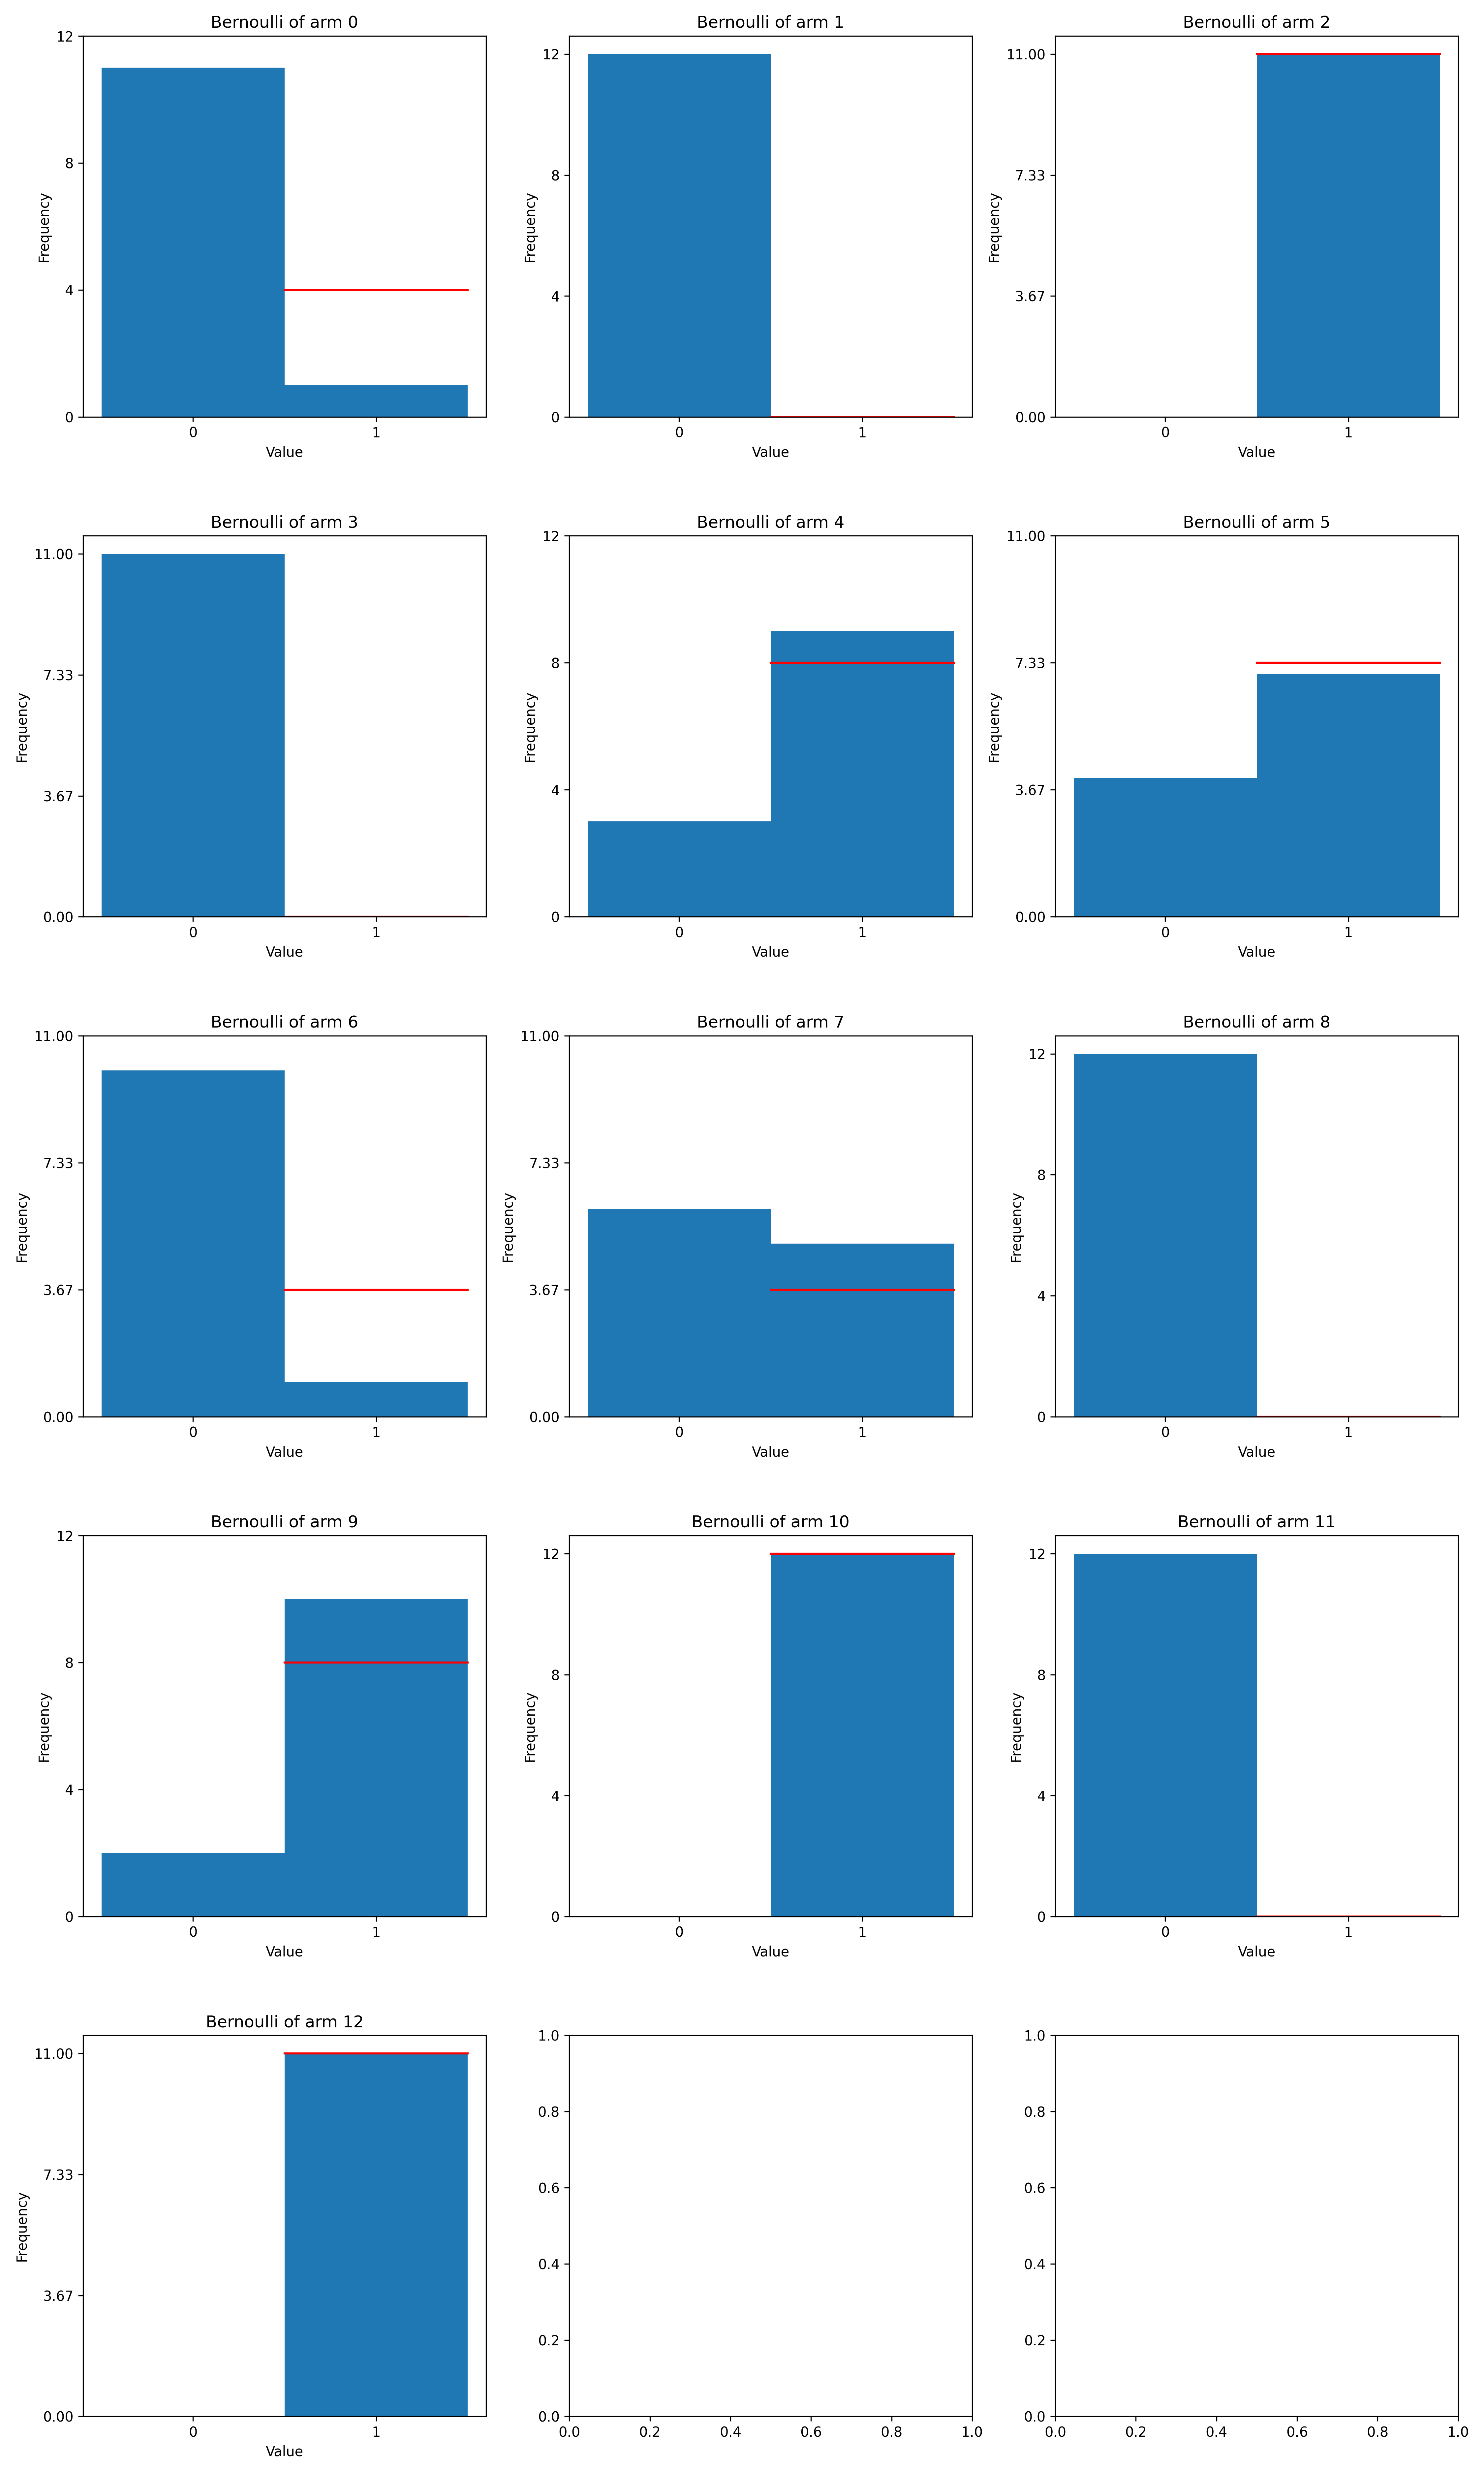 Bernoulli of arm 0
12
8
4
0
Frequency
0 1
Value
Bernoulli of arm 1
12
8
4
0
Frequency
0 1
Value
Bernoulli of arm 2
11.00
7.33
3.67
0.00
Frequency
0 1
Value
Bernoulli of arm 3
11.00
7.33
3.67
0.00
Frequency
0 1
Value
Bernoulli of arm 4
12
8
4
0
Frequency
0 1
Value
Bernoulli of arm 5
11.00
7.33
3.67
0.00
Frequency
0 1
Value
Bernoulli of arm 6
11.00
7.33
3.67
0.00
Frequency
0 1
Value
Bernoulli of arm 7
11.00
7.33
3.67
0.00
Frequency
0 1
Value
Bernoulli of arm 8
12
8
4
0
Frequency
0 1
Value
Bernoulli of arm 9
12
8
4
0
Frequency
0 1
Value
Bernoulli of arm 10
12
8
4
0
Frequency
0 1
Value
Bernoulli of arm 11
12
8
4
0
Frequency
0 1
Value
Bernoulli of arm 12
11.00
7.33
3.67
0.00
Frequency
0 1
Value
1.0
0.8
0.6
0.4
0.2
0.0
0.0 0.2 0.4 0.6 0.8 1.0
1.0
0.8
0.6
0.4
0.2
0.0
0.0 0.2 0.4 0.6 0.8 1.0